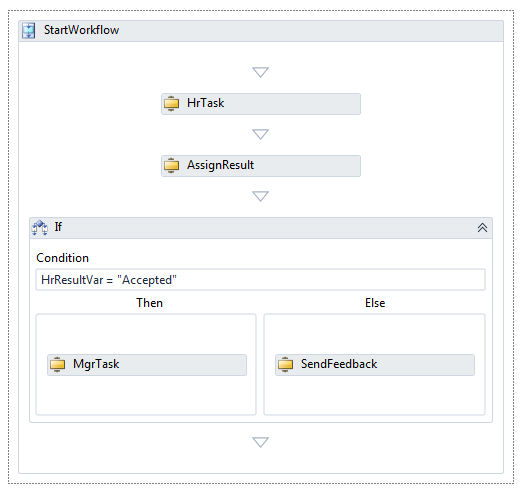 StartWorkflow
HrTask
AssignResult
If
Condition
HrResultVar = "Accepted"
Then Else
MgrTask SendFeedback